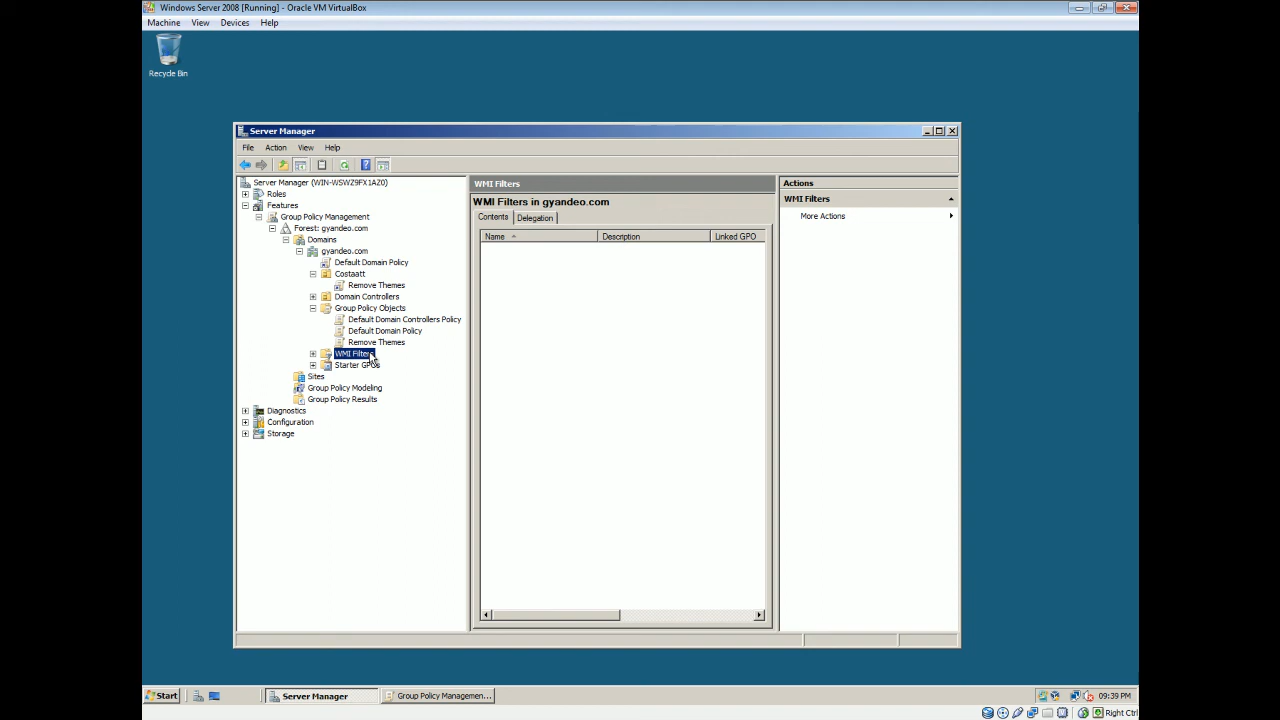 Windows Server 2008 [Running] - Oracle VM VirtualBox
Machine View Devices Help
Recycle Bin
Server Manager
File Action View Help
Server Manager (WIN-WSWZ9FX1AZ0)
Roles
Features
Group Policy Management
Forest: gyandeo.com
Domains
gyandeo.com
Default Domain Policy
Costaatt
Remove Themes
Domain Controllers
Group Policy Objects
Default Domain Controllers Policy
Default Domain Policy
Remove Themes
WMI Filters
Starter GPOs
Sites
Group Policy Modeling
Group Policy Results
Diagnostics
Configuration
Storage
WMI Filters
WMI Filters in gyandeo.com
Contents Delegation
Name Description Linked GPO
Actions
WMI Filters
More Actions
Start Server Manager Group Policy Managemen... 09:39 PM
Right Ctrl